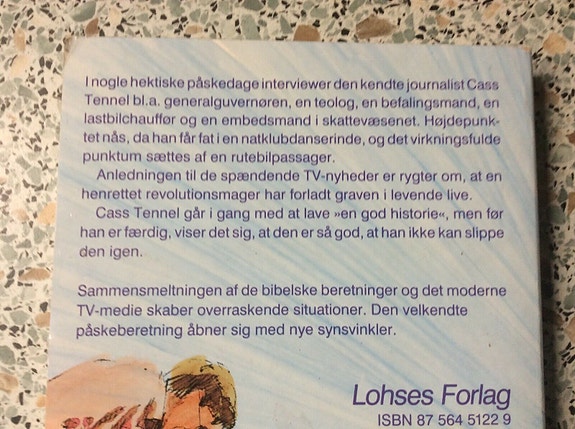 I nogle hektiske påskedage interviewer den kendte journalist Cass
Tennel bl.a. generalguvernøren, en teolog, en befalingsmand, en
lastbilchauffør og en embedsmand i skattevæsenet. Højdepunk-
tet nås, da han får fat i en natklubdanserinde, og det virkningsfulde
punktum sættes af en rutebilpassager.
Anledningen til de spændende TV-nyheder er rygter om, at en
henrettet revolutionsmager har forladt graven i levende live.
Cass Tennel går i gang med at lave »en god historie«, men før
han er færdig, viser det sig, at den er så god, at han ikke kan slippe
den igen.
Sammensmeltningen af de bibelske beretninger og det moderne
TV-medie skaber overraskende situationer. Den velkendte
påskeberetning åbner sig med nye synsvinkler.
Lohses Forlag
ISBN 87 564 5122 9